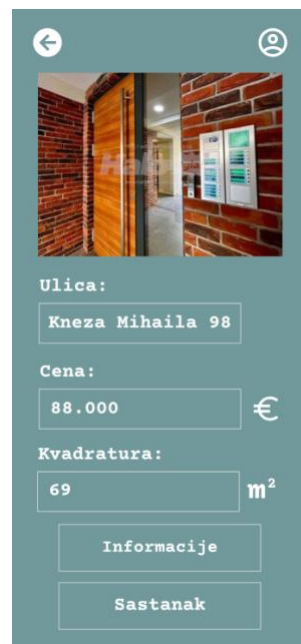 Ulica:
Kneza Mihaila 98
Cena:
88.000
€
Kvadratura:
69
m²
Informacije
Sastanak